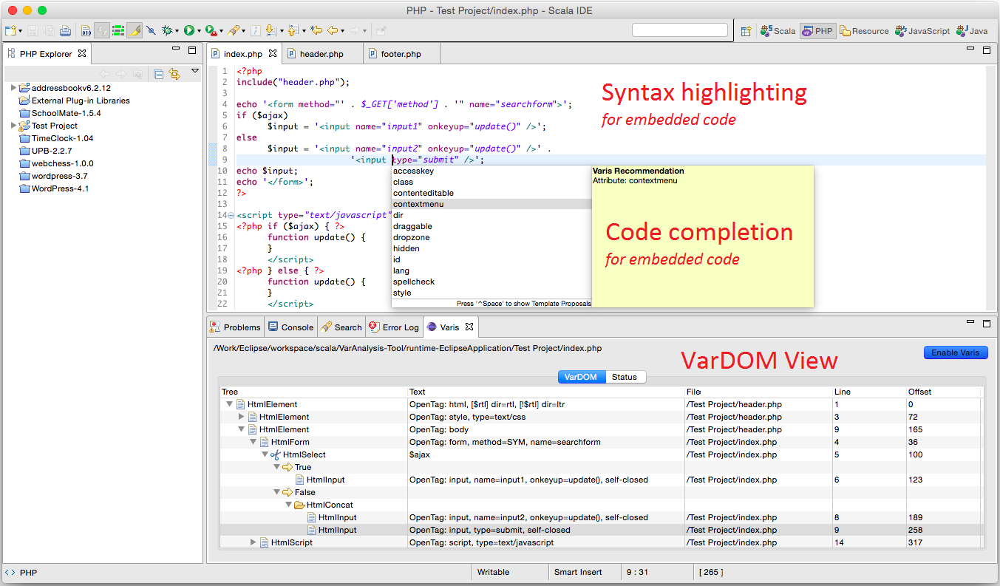 PHP - Test Project/index.php - Scala IDE
Scala PHP Resource JavaScript Java
PHP Explorer
addressbookv6.2.12
External Plug-in Libraries
SchoolMate-1.5.4
Test Project
TimeClock-1.04
UPB-2.2.7
webchess-1.0.0
wordpress-3.7
WordPress-4.1
index.php header.php footer.php
1 <?php
2 include("header.php");
3
4 echo '<form method="' . $_GET['method'] . '" name="searchform">';
5 if ($ajax)
6 $input = '<input name="input1" onkeyup="update()" />';
7 else
8 $input = '<input name="input2" onkeyup="update()" />' .
9 '<input type="submit" />';
10 echo $input;
11 echo '</form>';
12 ?>
13
14 <script type="text/javascript"
15 <?php if ($ajax) { ?>
16 function update() {
17 }
18 </script>
19 <?php } else { ?>
20 function update() {
21 }
22 </script>
Syntax highlighting
for embedded code
accesskey
class
contenteditable
contextmenu
dir
draggable
dropzone
hidden
id
lang
spellcheck
style
Press '^Space' to show Template Proposals
Varis Recommendation
Attribute: contextmenu
Code completion
for embedded code
Problems Console Search Error Log Varis
/Work/Eclipse/workspace/scala/VarAnalysis-Tool/runtime-EclipseApplication/Test Project/index.php
VarDOM View
Enable Varis
VarDOM Status
Tree Text File Line Offset
HtmlElement OpenTag: html, [$rtl] dir=rtl, [!$rtl] dir=ltr /Test Project/header.php 1 0
HtmlElement OpenTag: style, type=text/css /Test Project/header.php 3 72
HtmlElement OpenTag: body /Test Project/header.php 9 165
HtmlForm OpenTag: form, method=SYM, name=searchform /Test Project/index.php 4 36
HtmlSelect $ajax /Test Project/index.php 5 100
True
HtmlInput OpenTag: input, name=input1, onkeyup=update(), self-closed /Test Project/index.php 6 123
False
HtmlConcat
HtmlInput OpenTag: input, name=input2, onkeyup=update(), self-closed /Test Project/index.php 8 189
HtmlInput OpenTag: input, type=submit, self-closed /Test Project/index.php 9 258
HtmlScript OpenTag: script, type=text/javascript /Test Project/index.php 14 317
PHP Writable Smart Insert 9 : 31 [ 265 ]